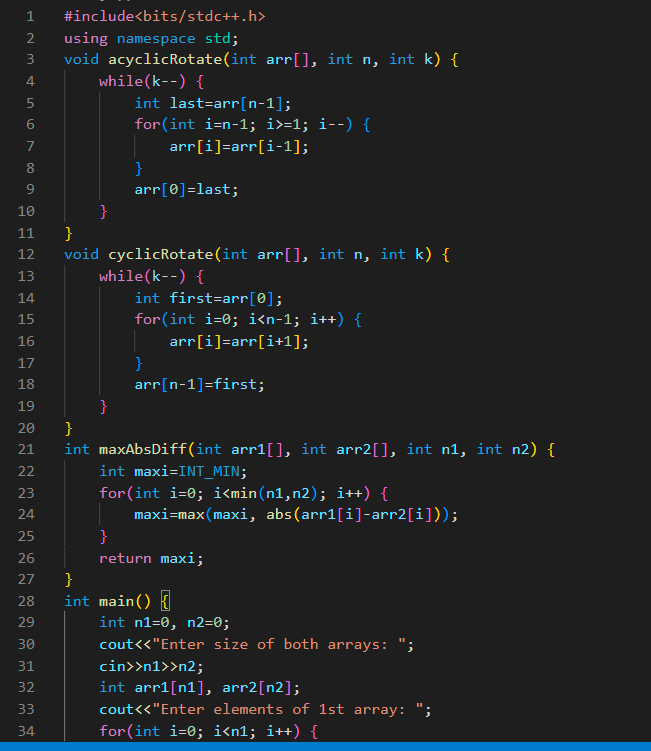 1 #include<bits/stdc++.h>
2 using namespace std;
3 void acyclicRotate(int arr[], int n, int k) {
4 while(k--) {
5 int last=arr[n-1];
6 for(int i=n-1; i>=1; i--) {
7 arr[i]=arr[i-1];
8 }
9 arr[0]=last;
10 }
11 }
12 void cyclicRotate(int arr[], int n, int k) {
13 while(k--) {
14 int first=arr[0];
15 for(int i=0; i<n-1; i++) {
16 arr[i]=arr[i+1];
17 }
18 arr[n-1]=first;
19 }
20 }
21 int maxAbsDiff(int arr1[], int arr2[], int n1, int n2) {
22 int maxi=INT_MIN;
23 for(int i=0; i<min(n1,n2); i++) {
24 maxi=max(maxi, abs(arr1[i]-arr2[i]));
25 }
26 return maxi;
27 }
28 int main() {
29 int n1=0, n2=0;
30 cout<<"Enter size of both arrays: ";
31 cin>>n1>>n2;
32 int arr1[n1], arr2[n2];
33 cout<<"Enter elements of 1st array: ";
34 for(int i=0; i<n1; i++) {